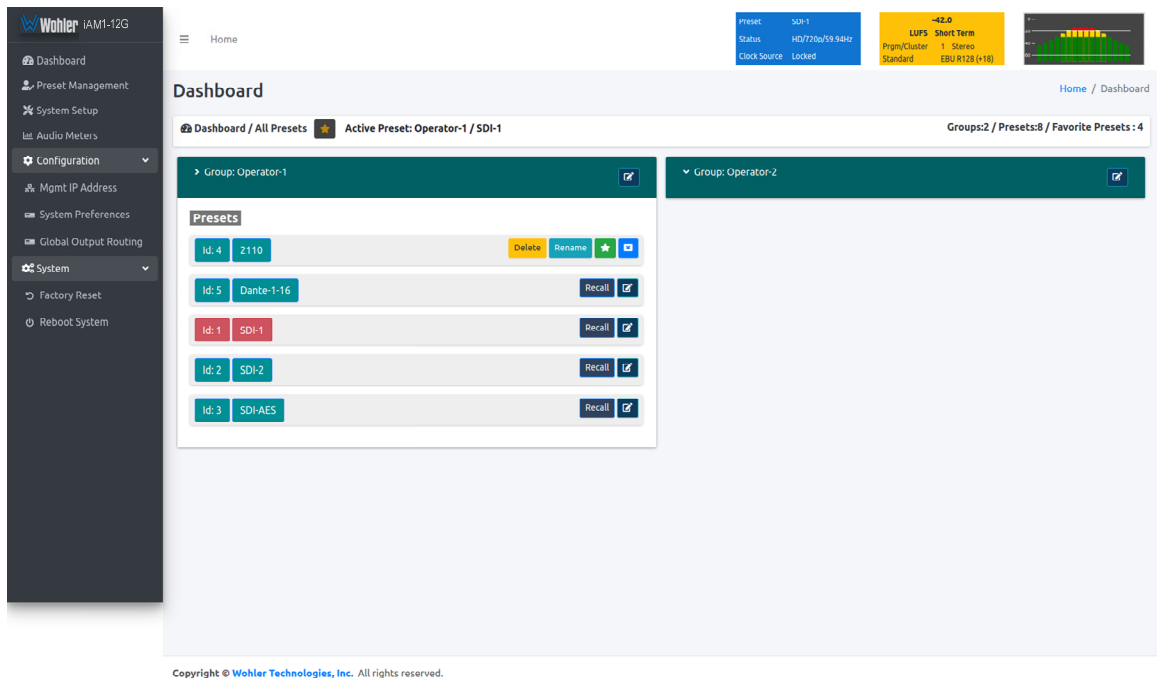 Wohler iAM1-12G
Dashboard
Preset Management
System Setup
Audio Meters
Configuration
Mgmt IP Address
System Preferences
Global Output Routing
System
Factory Reset
Reboot System
Home
Preset SDI-1
Status HD/720p/59.94Hz
Clock Source Locked
-42.0
LUFS Short Term
Prgm/Cluster 1 Stereo
Standard EBU R128 (+18)
Dashboard
Home / Dashboard
Dashboard / All Presets Active Preset: Operator-1 / SDI-1 Groups:2 / Presets:8 / Favorite Presets : 4
Group: Operator-1
Presets
Id: 4 2110 Delete Rename
Id: 5 Dante-1-16 Recall
Id: 1 SDI-1 Recall
Id: 2 SDI-2 Recall
Id: 3 SDI-AES Recall
Group: Operator-2
Copyright © Wohler Technologies, Inc. All rights reserved.